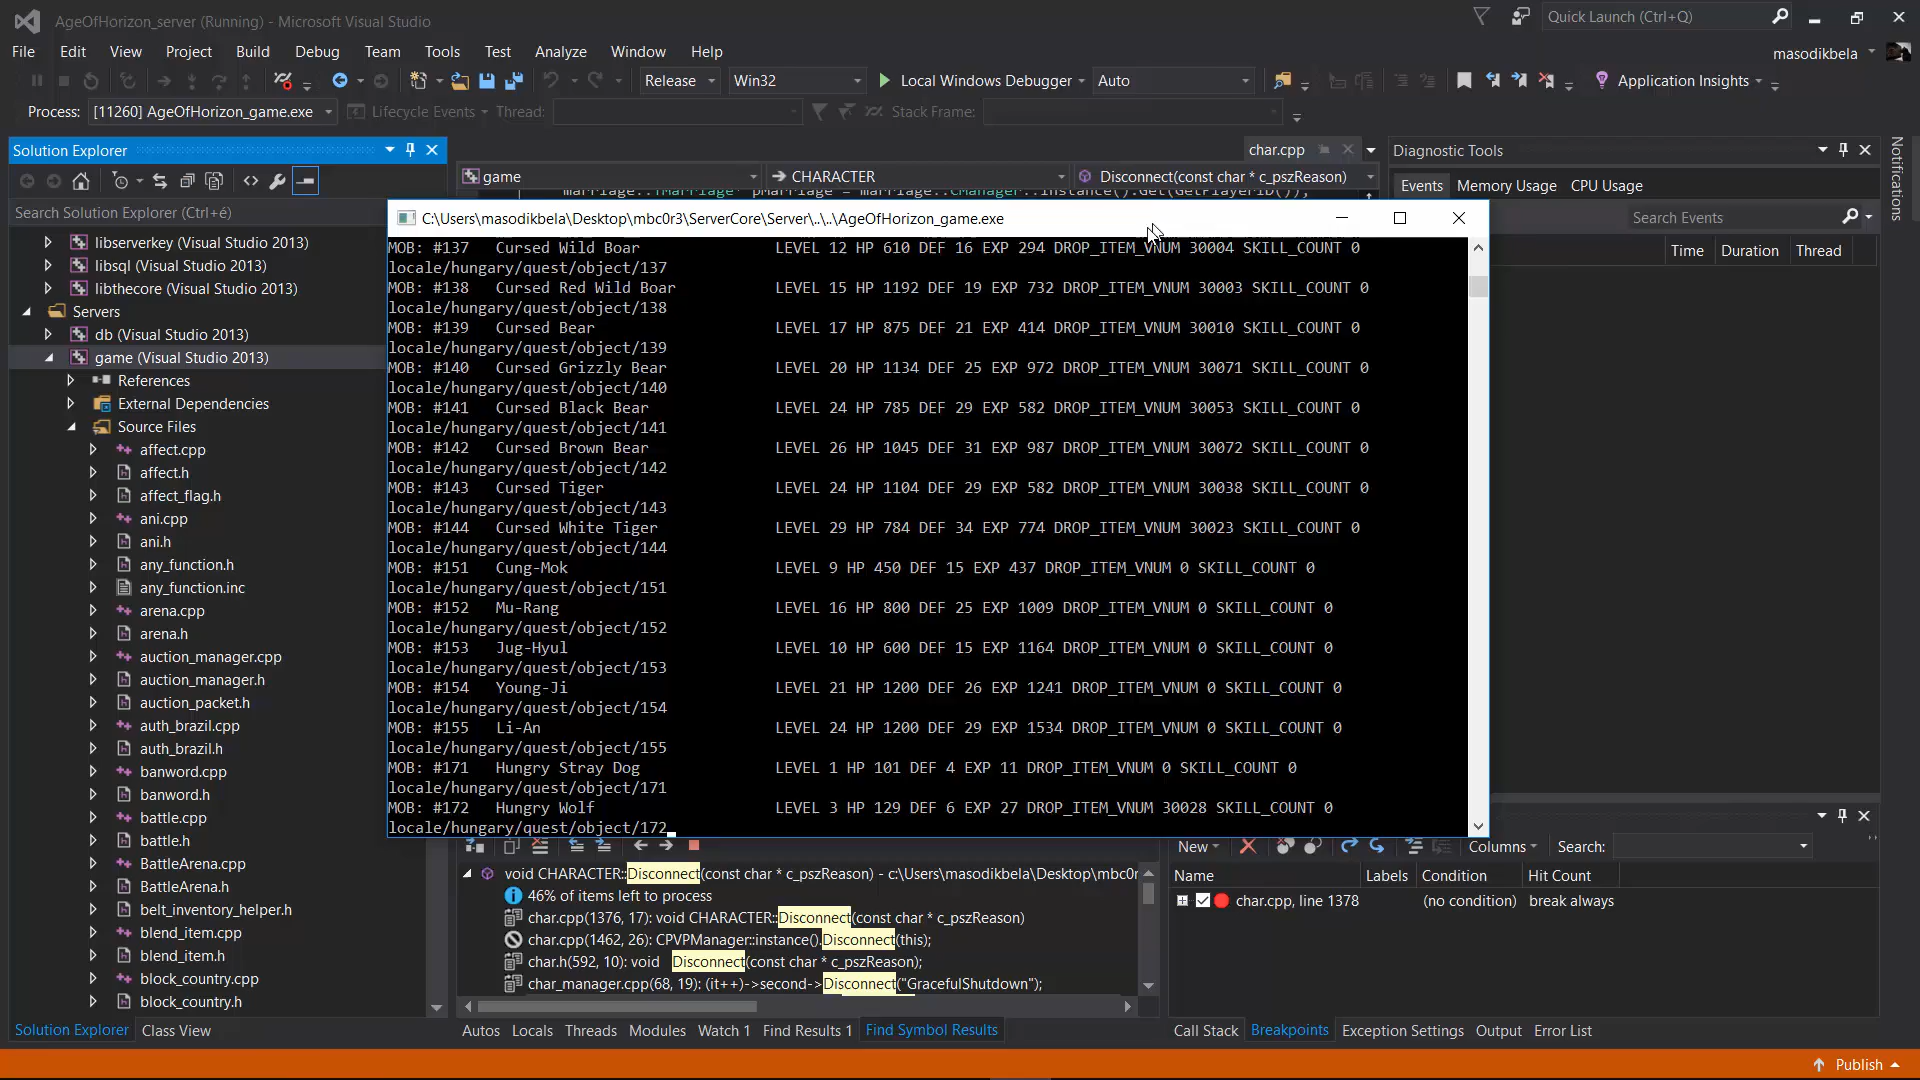 AgeOfHorizon_server (Running) - Microsoft Visual Studio
Quick Launch (Ctrl+Q)
File Edit View Project Build Debug Team Tools Test Analyze Window Help
masodikbela
Release Win32 Local Windows Debugger Auto Application Insights
Process: [11260] AgeOfHorizon_game.exe Lifecycle Events Thread: Stack Frame:
Solution Explorer
Search Solution Explorer (Ctrl+é)
libserverkey (Visual Studio 2013)
libsql (Visual Studio 2013)
libthecore (Visual Studio 2013)
Servers
db (Visual Studio 2013)
game (Visual Studio 2013)
References
External Dependencies
Source Files
affect.cpp
affect.h
affect_flag.h
ani.cpp
ani.h
any_function.h
any_function.inc
arena.cpp
arena.h
auction_manager.cpp
auction_manager.h
auction_packet.h
auth_brazil.cpp
auth_brazil.h
banword.cpp
banword.h
battle.cpp
battle.h
BattleArena.cpp
BattleArena.h
belt_inventory_helper.h
blend_item.cpp
blend_item.h
block_country.cpp
block_country.h
Solution Explorer Class View
char.cpp
game CHARACTER Disconnect(const char * c_pszReason)
marriage::TMarriage* pMarriage = marriage::CManager::instance().Get(GetPlayerID());
C:\Users\masodikbela\Desktop\mbc0r3\ServerCore\Server\..\..\AgeOfHorizon_game.exe
MOB: #137 Cursed Wild Boar LEVEL 12 HP 610 DEF 16 EXP 294 DROP_ITEM_VNUM 30004 SKILL_COUNT 0
locale/hungary/quest/object/137
MOB: #138 Cursed Red Wild Boar LEVEL 15 HP 1192 DEF 19 EXP 732 DROP_ITEM_VNUM 30003 SKILL_COUNT 0
locale/hungary/quest/object/138
MOB: #139 Cursed Bear LEVEL 17 HP 875 DEF 21 EXP 414 DROP_ITEM_VNUM 30010 SKILL_COUNT 0
locale/hungary/quest/object/139
MOB: #140 Cursed Grizzly Bear LEVEL 20 HP 1134 DEF 25 EXP 972 DROP_ITEM_VNUM 30071 SKILL_COUNT 0
locale/hungary/quest/object/140
MOB: #141 Cursed Black Bear LEVEL 24 HP 785 DEF 29 EXP 582 DROP_ITEM_VNUM 30053 SKILL_COUNT 0
locale/hungary/quest/object/141
MOB: #142 Cursed Brown Bear LEVEL 26 HP 1045 DEF 31 EXP 987 DROP_ITEM_VNUM 30072 SKILL_COUNT 0
locale/hungary/quest/object/142
MOB: #143 Cursed Tiger LEVEL 24 HP 1104 DEF 29 EXP 582 DROP_ITEM_VNUM 30038 SKILL_COUNT 0
locale/hungary/quest/object/143
MOB: #144 Cursed White Tiger LEVEL 29 HP 784 DEF 34 EXP 774 DROP_ITEM_VNUM 30023 SKILL_COUNT 0
locale/hungary/quest/object/144
MOB: #151 Cung-Mok LEVEL 9 HP 450 DEF 15 EXP 437 DROP_ITEM_VNUM 0 SKILL_COUNT 0
locale/hungary/quest/object/151
MOB: #152 Mu-Rang LEVEL 16 HP 800 DEF 25 EXP 1009 DROP_ITEM_VNUM 0 SKILL_COUNT 0
locale/hungary/quest/object/152
MOB: #153 Jug-Hyul LEVEL 10 HP 600 DEF 15 EXP 1164 DROP_ITEM_VNUM 0 SKILL_COUNT 0
locale/hungary/quest/object/153
MOB: #154 Young-Ji LEVEL 21 HP 1200 DEF 26 EXP 1241 DROP_ITEM_VNUM 0 SKILL_COUNT 0
locale/hungary/quest/object/154
MOB: #155 Li-An LEVEL 24 HP 1200 DEF 29 EXP 1534 DROP_ITEM_VNUM 0 SKILL_COUNT 0
locale/hungary/quest/object/155
MOB: #171 Hungry Stray Dog LEVEL 1 HP 101 DEF 4 EXP 11 DROP_ITEM_VNUM 0 SKILL_COUNT 0
locale/hungary/quest/object/171
MOB: #172 Hungry Wolf LEVEL 3 HP 129 DEF 6 EXP 27 DROP_ITEM_VNUM 30028 SKILL_COUNT 0
locale/hungary/quest/object/172
void CHARACTER::Disconnect(const char * c_pszReason) - c:\Users\masodikbela\Desktop\mbc0r
46% of items left to process
char.cpp(1376, 17): void CHARACTER::Disconnect(const char * c_pszReason)
char.cpp(1462, 26): CPVPManager::instance().Disconnect(this);
char.h(592, 10): void Disconnect(const char * c_pszReason);
char_manager.cpp(68, 19): (it++)->second->Disconnect("GracefulShutdown");
Autos Locals Threads Modules Watch 1 Find Results 1 Find Symbol Results
Diagnostic Tools
Events Memory Usage CPU Usage
Search Events
Time Duration Thread
Notifications
New Columns Search:
Name Labels Condition Hit Count
char.cpp, line 1378 (no condition) break always
Call Stack Breakpoints Exception Settings Output Error List
Publish